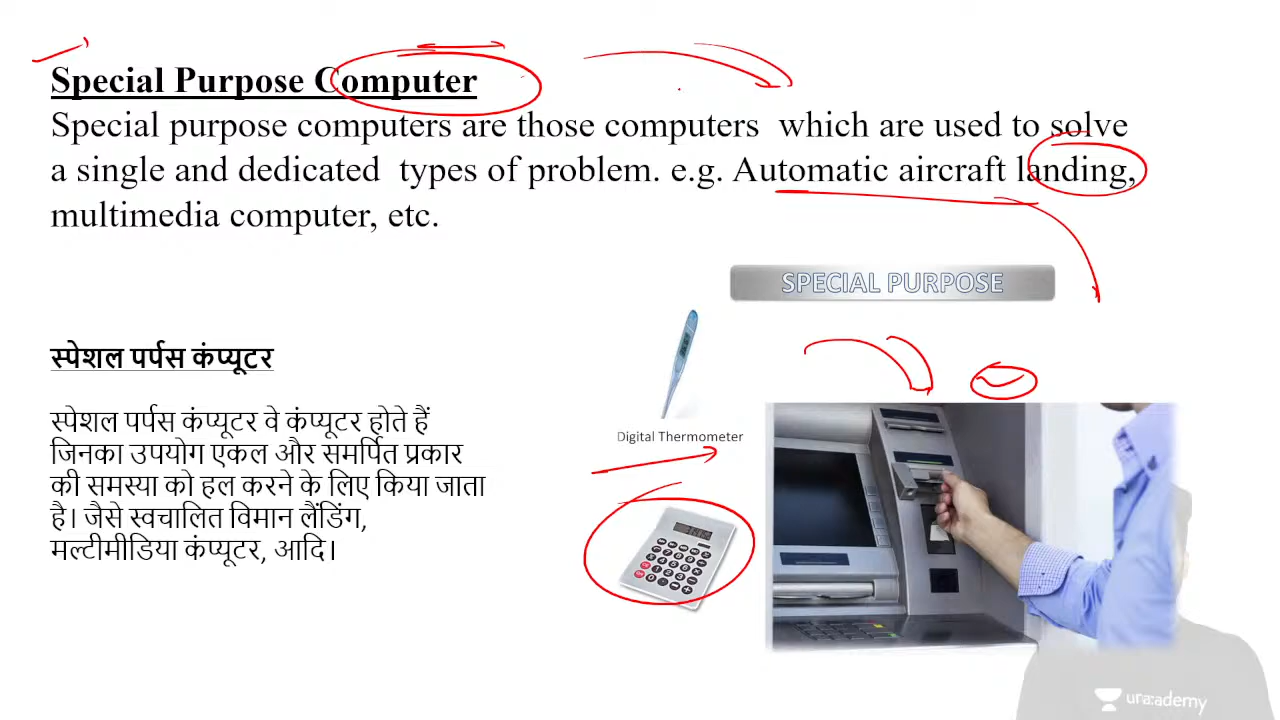 Special Purpose Computer
Special purpose computers are those computers which are used to solve
a single and dedicated types of problem. e.g. Automatic aircraft landing,
multimedia computer, etc.
SPECIAL PURPOSE
स्पेशल पर्पस कंप्यूटर
स्पेशल पर्पस कंप्यूटर वे कंप्यूटर होते हैं
जिनका उपयोग एकल और समर्पित प्रकार
की समस्या को हल करने के लिए किया जाता
है। जैसे स्वचालित विमान लैंडिंग,
मल्टीमीडिया कंप्यूटर, आदि।
Digital Thermometer
unacademy